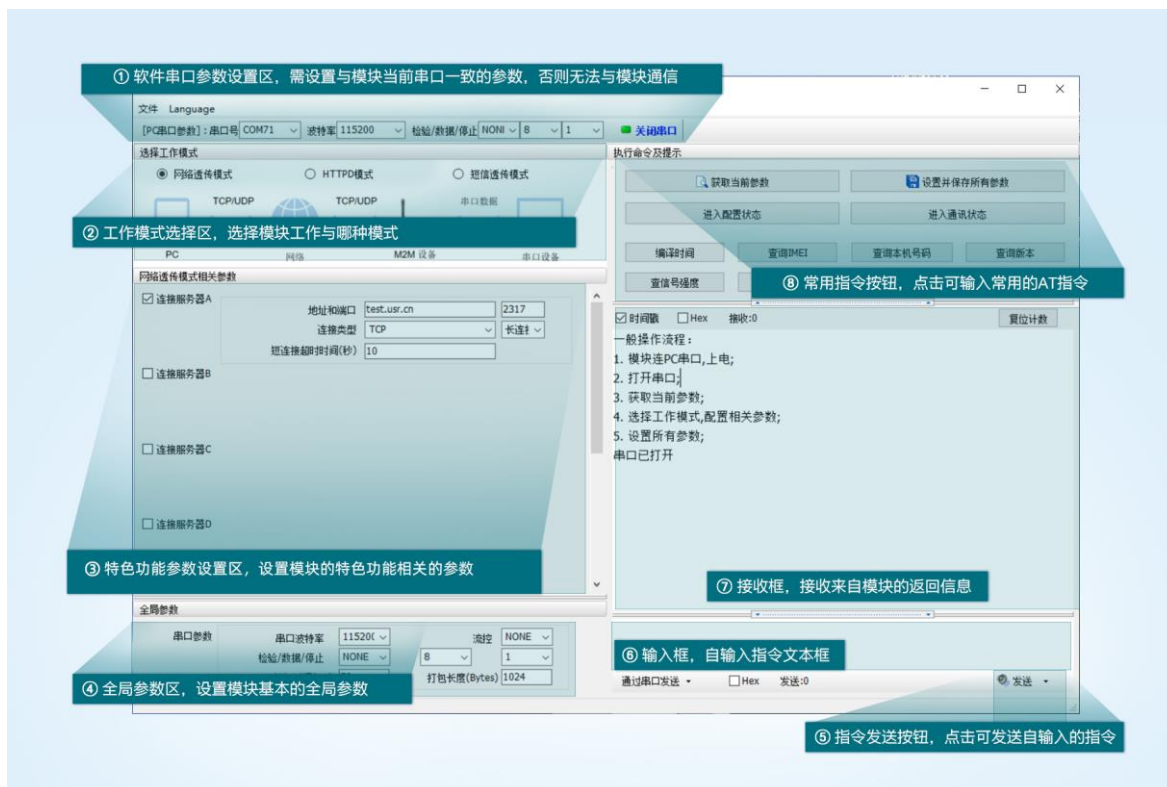 ① 软件串口参数设置区，需设置与模块当前串口一致的参数，否则无法与模块通信
文件 Language
[PC串口参数]：串口号 COM71 波特率 115200 检验/数据/停止 NONI 8 1 关闭串口
选择工作模式
网络透传模式 HTTPD模式 短信透传模式
TCP/UDP TCP/UDP 串口数据
② 工作模式选择区，选择模块工作与哪种模式
PC 网络 M2M 设备 串口设备
网络透传模式相关参数
连接服务器A
地址和端口 test.usr.cn 2317
连接类型 TCP 长连接
短连接超时时间(秒) 10
连接服务器B
连接服务器C
连接服务器D
③ 特色功能参数设置区，设置模块的特色功能相关的参数
全局参数
串口参数 串口波特率 11520( 流控 NONE
检验/数据/停止 NONE 8 1
打包长度(Bytes) 1024
④ 全局参数区，设置模块基本的全局参数
执行命令及提示
获取当前参数 设置并保存所有参数
进入配置状态 进入通讯状态
编译时间 查询IMEI 查询本机号码 查询版本
查信号强度
⑧ 常用指令按钮，点击可输入常用的AT指令
时间戳 Hex 接收:0 复位计数
一般操作流程：
1. 模块连PC串口,上电;
2. 打开串口;
3. 获取当前参数;
4. 选择工作模式,配置相关参数;
5. 设置所有参数;
串口已打开
⑦ 接收框，接收来自模块的返回信息
⑥ 输入框，自输入指令文本框
通过串口发送 Hex 发送:0 发送
⑤ 指令发送按钮，点击可发送自输入的指令